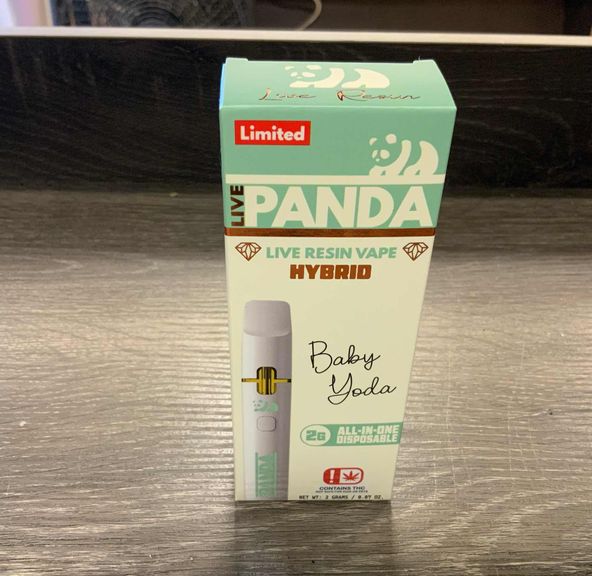 Live Resin
Limited
LIVE
PANDA
LIVE RESIN VAPE
HYBRID
Baby
Yoda
2G
ALL-IN-ONE
DISPOSABLE
PANDA
CONTAINS THC
NET WT: 2 GRAMS / 0.07 OZ.